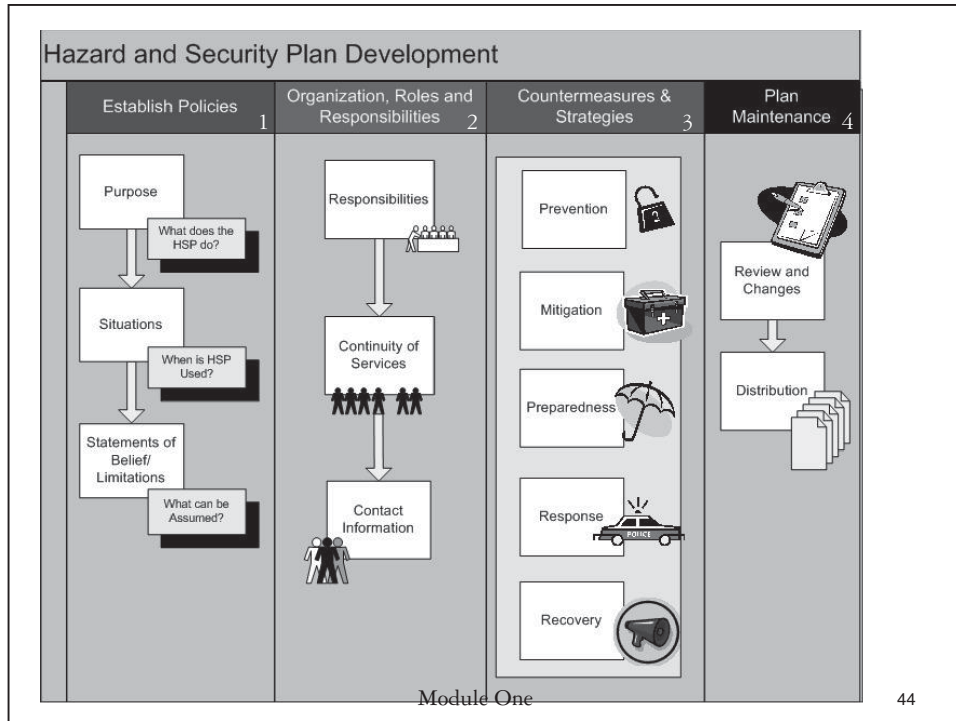 Hazard and Security Plan Development
Establish Policies
1
Purpose
What does the
HSP do?
Situations
When is HSP
Used?
Statements of
Belief/
Limitations
What can be
Assumed?
Organization, Roles and
Responsibilities
2
Responsibilities
Continuity of
Services
Contact
Information
Countermeasures &
Strategies
3
Prevention
Mitigation
Preparedness
Response
POLICE
Recovery
Plan
Maintenance
4
Review and
Changes
Distribution
Module One
44